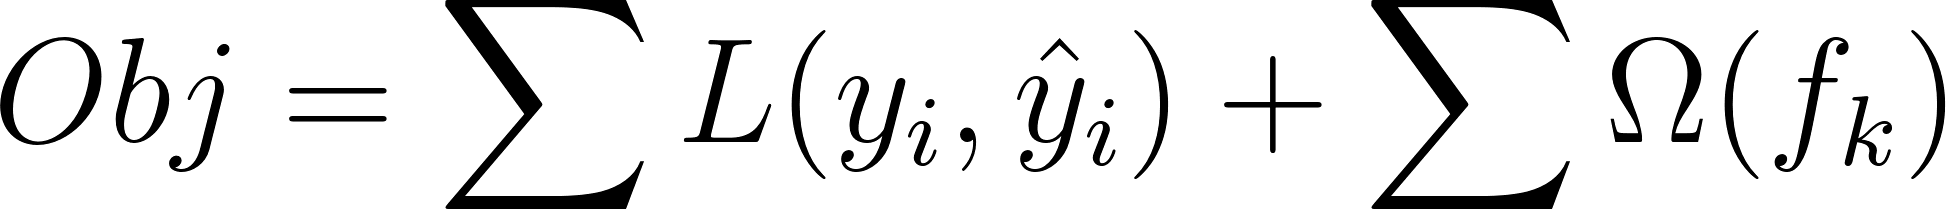 Obj = ∑ L(yᵢ, ŷᵢ) + ∑ Ω(fₖ)